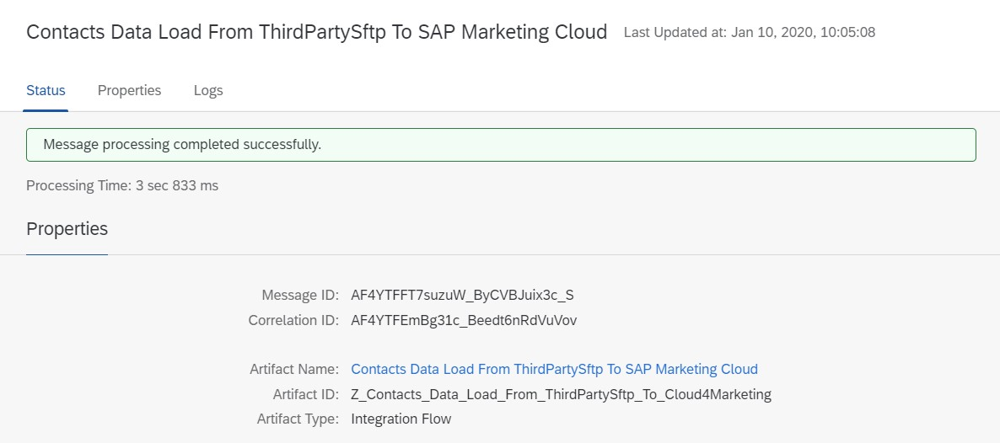 Contacts Data Load From ThirdPartySftp To SAP Marketing Cloud Last Updated at: Jan 10, 2020, 10:05:08
Status Properties Logs
Message processing completed successfully.
Processing Time: 3 sec 833 ms
Properties
Message ID: AF4YTFFT7suzuW_ByCVBJuix3c_S
Correlation ID: AF4YTFEmBg31c_Beedt6nRdVuVov
Artifact Name: Contacts Data Load From ThirdPartySftp To SAP Marketing Cloud
Artifact ID: Z_Contacts_Data_Load_From_ThirdPartySftp_To_Cloud4Marketing
Artifact Type: Integration Flow